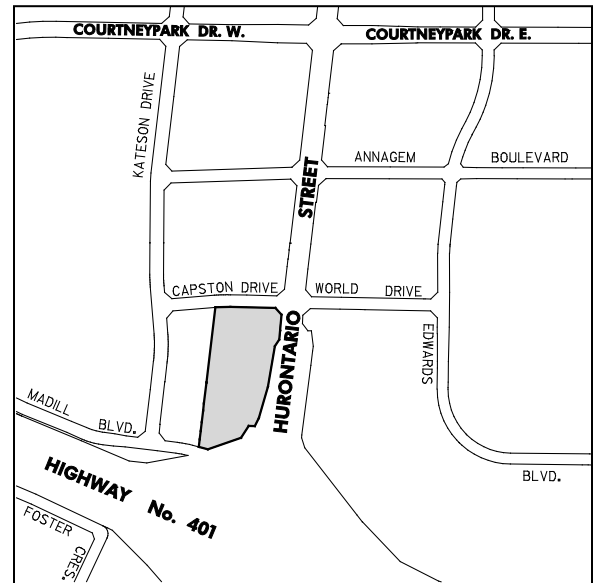 COURTNEYPARK DR. W.
COURTNEYPARK DR. E.
KATESON DRIVE
ANNAGEM
BOULEVARD
STREET
CAPSTON DRIVE
WORLD DRIVE
HURONTARIO
EDWARDS
MADILL
BLVD.
BLVD.
HIGHWAY No. 401
FOSTER
CRES.